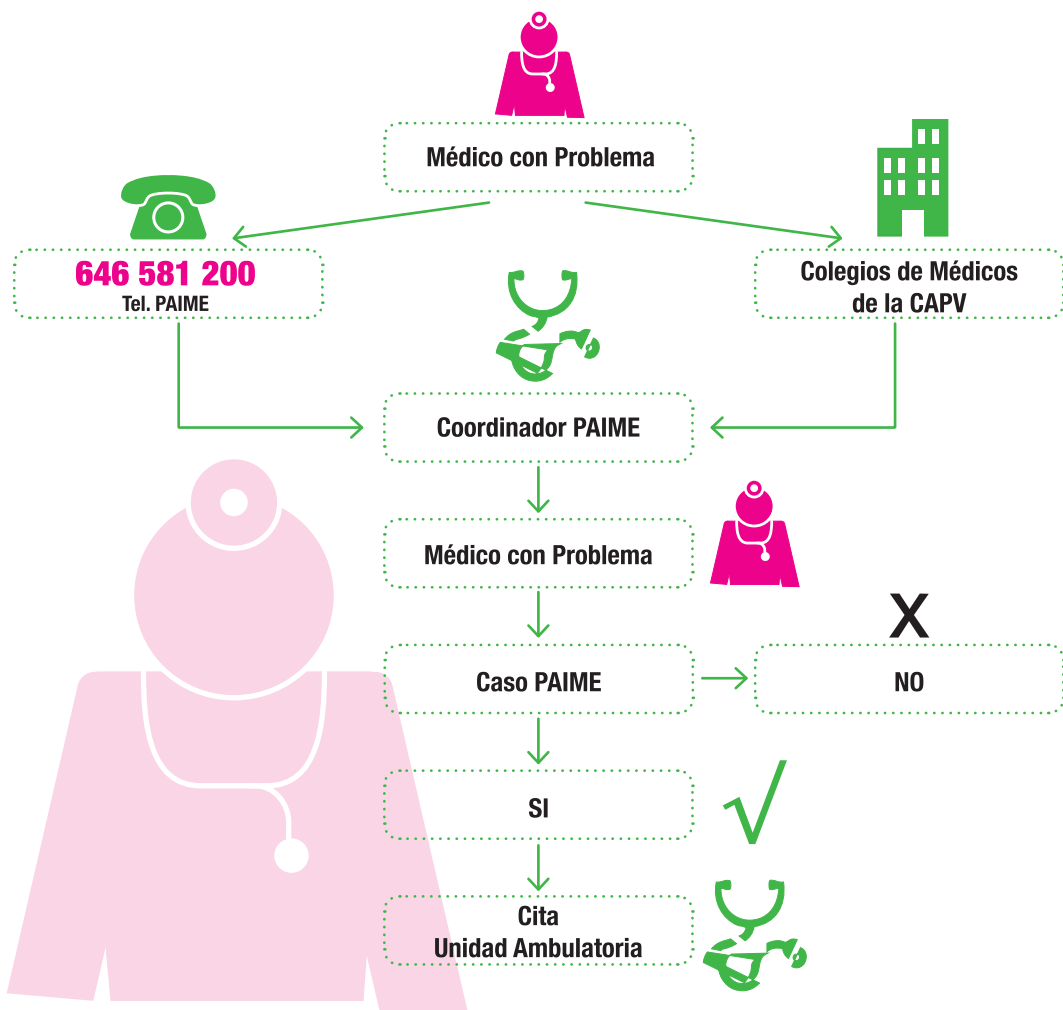 Médico con Problema
646 581 200
Tel. PAIME
Colegios de Médicos
de la CAPV
Coordinador PAIME
Médico con Problema
X
Caso PAIME
NO
SI
√
Cita
Unidad Ambulatoria